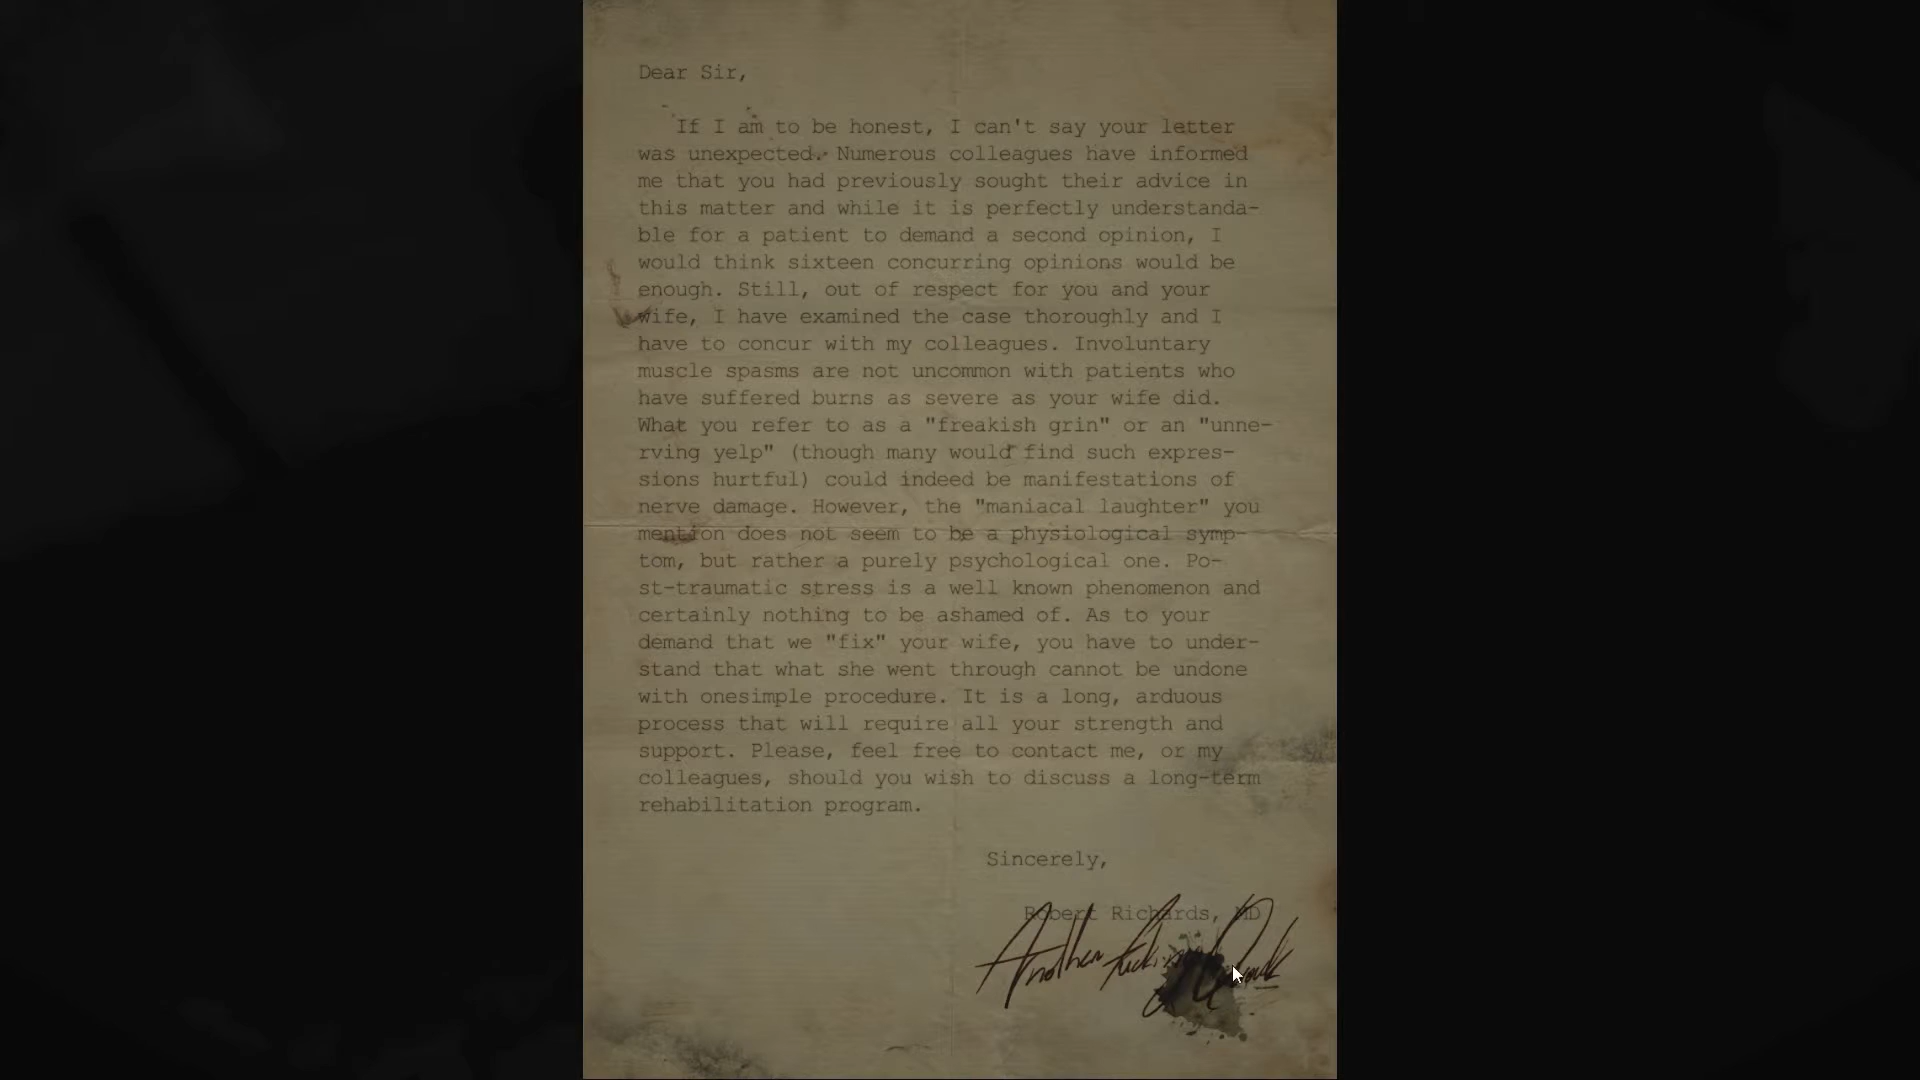 Dear Sir,
If I am to be honest, I can't say your letter
was unexpected. Numerous colleagues have informed
me that you had previously sought their advice in
this matter and while it is perfectly understanda-
ble for a patient to demand a second opinion, I
would think sixteen concurring opinions would be
enough. Still, out of respect for you and your
wife, I have examined the case thoroughly and I
have to concur with my colleagues. Involuntary
muscle spasms are not uncommon with patients who
have suffered burns as severe as your wife did.
What you refer to as a "freakish grin" or an "unne-
rving yelp" (though many would find such expres-
sions hurtful) could indeed be manifestations of
nerve damage. However, the "maniacal laughter" you
mention does not seem to be a physiological symp-
tom, but rather a purely psychological one. Po-
st-traumatic stress is a well known phenomenon and
certainly nothing to be ashamed of. As to your
demand that we "fix" your wife, you have to under-
stand that what she went through cannot be undone
with onesimple procedure. It is a long, arduous
process that will require all your strength and
support. Please, feel free to contact me, or my
colleagues, should you wish to discuss a long-term
rehabilitation program.
Sincerely,
Robert Richards, MD
Another